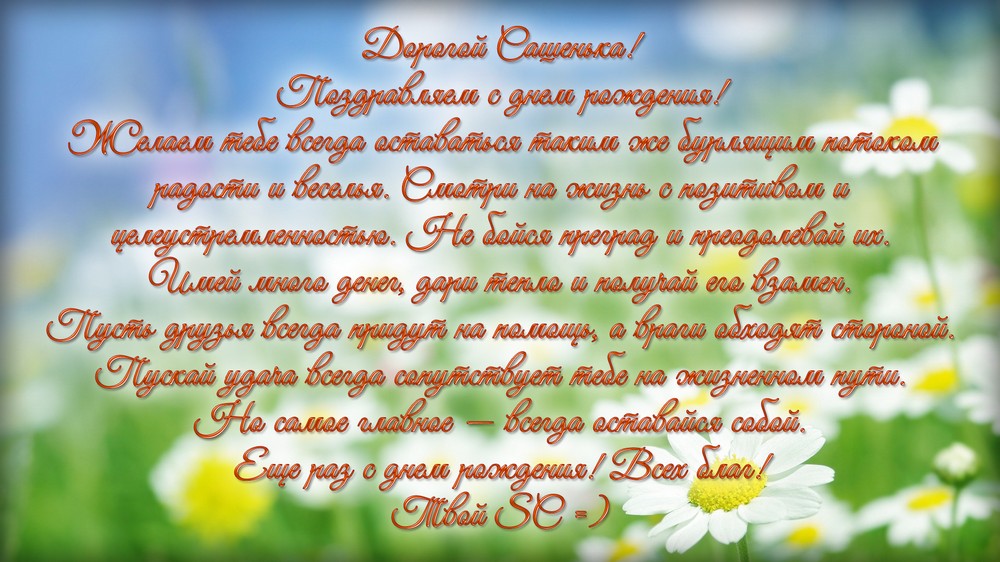 Дорогой Сашенька!
Поздравляем с днем рождения!
Желаем тебе всегда оставаться таким же бурлящим потоком
радости и веселья. Смотри на жизнь с позитивом и
целеустремленностью. Не бойся преград и преодолевай их.
Имей много денег, дари тепло и получай его взамен.
Пусть друзья всегда придут на помощь, а враги обходят стороной.
Пускай удача всегда сопутствует тебе на жизненном пути.
Но самое главное — всегда оставайся собой.
Еще раз с днем рождения! Всех благ!
Твой SC =)